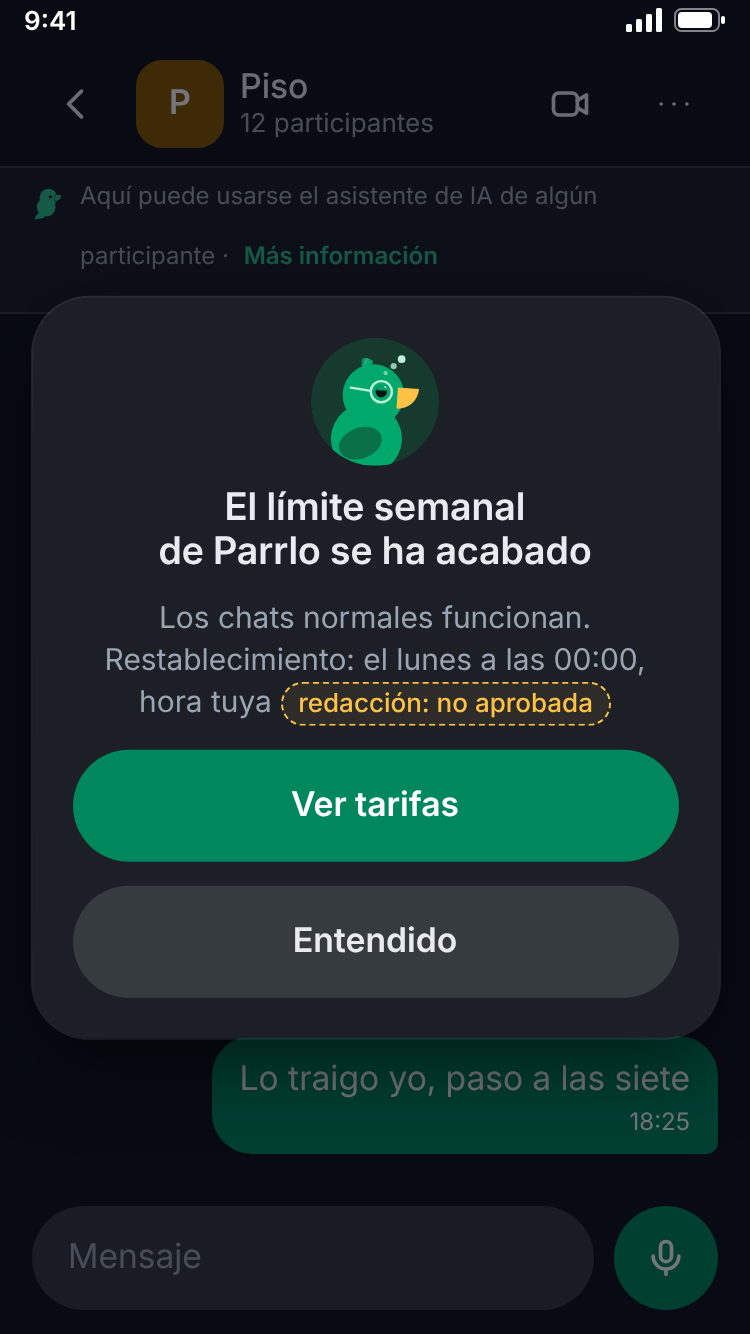 9:41
P
Piso
12 participantes
Aquí puede usarse el asistente de IA de algún
participante · Más información
El límite semanal
de Parrlo se ha acabado
Los chats normales funcionan.
Restablecimiento: el lunes a las 00:00,
hora tuya redacción: no aprobada
Ver tarifas
Entendido
Lo traigo yo, paso a las siete
18:25
Mensaje